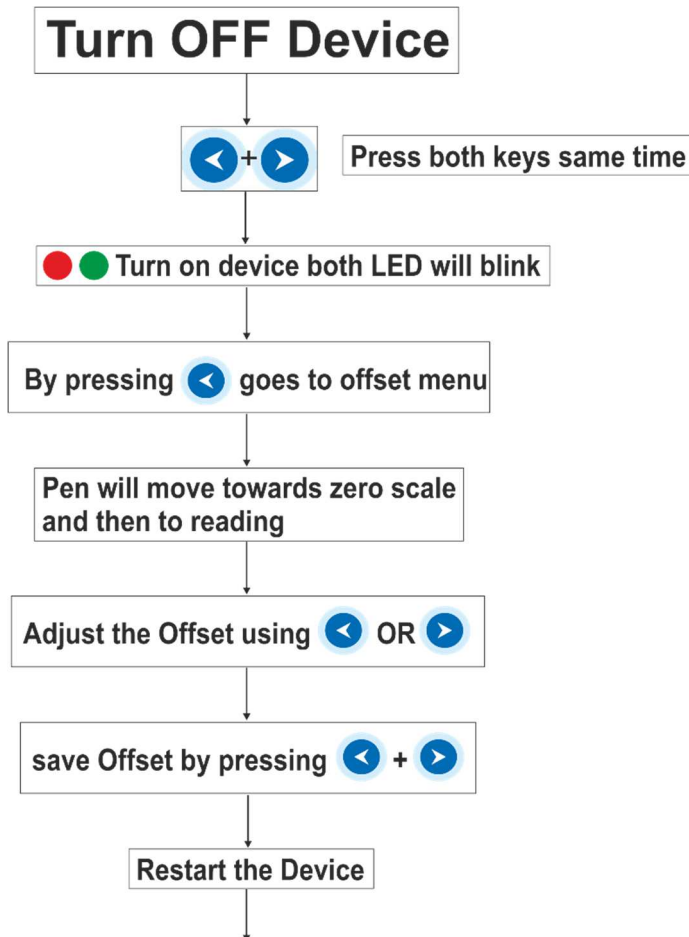 Turn OFF Device
+
Press both keys same time
Turn on device both LED will blink
By pressing goes to offset menu
Pen will move towards zero scale
and then to reading
Adjust the Offset using OR
save Offset by pressing +
Restart the Device